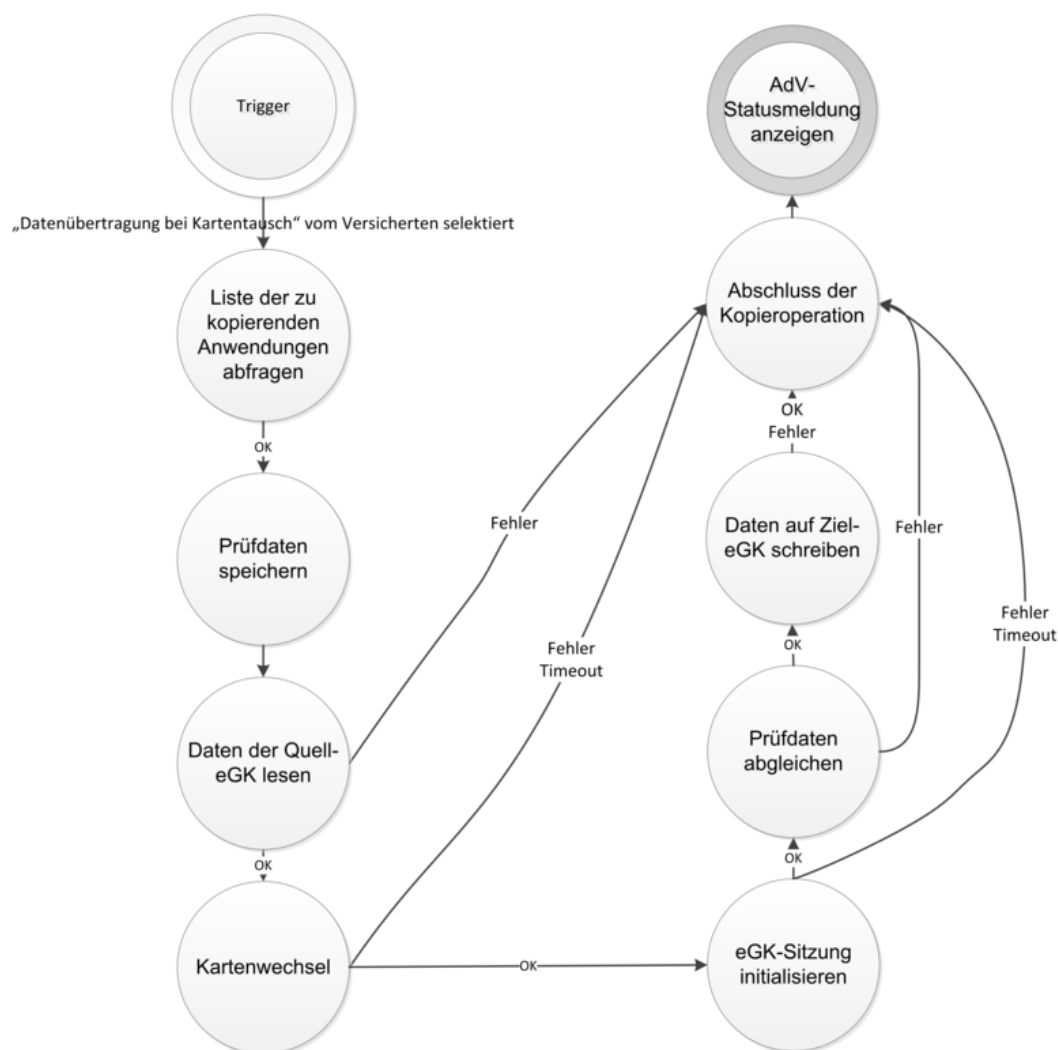 Trigger
„Datenübertragung bei Kartentausch“ vom Versicherten selektiert
Liste der zu
kopierenden
Anwendungen
abfragen
OK
Prüfdaten
speichern
Daten der Quell-
eGK lesen
OK
Kartenwechsel
Fehler
Fehler
Timeout
OK
AdV-
Statusmeldung
anzeigen
Abschluss der
Kopieroperation
OK
Fehler
Daten auf Ziel-
eGK schreiben
OK
Prüfdaten
abgleichen
OK
eGK-Sitzung
initialisieren
Fehler
Fehler
Timeout